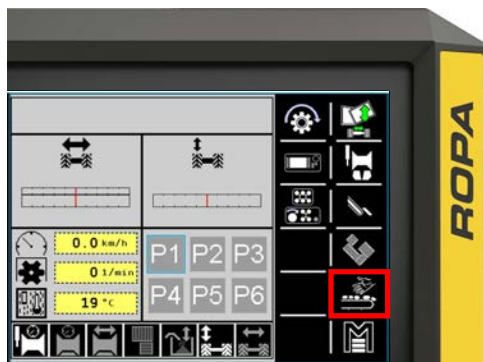 0.0 km/h
0 1/min
19 °C
P1 P2 P3
P4 P5 P6
M
ROPA